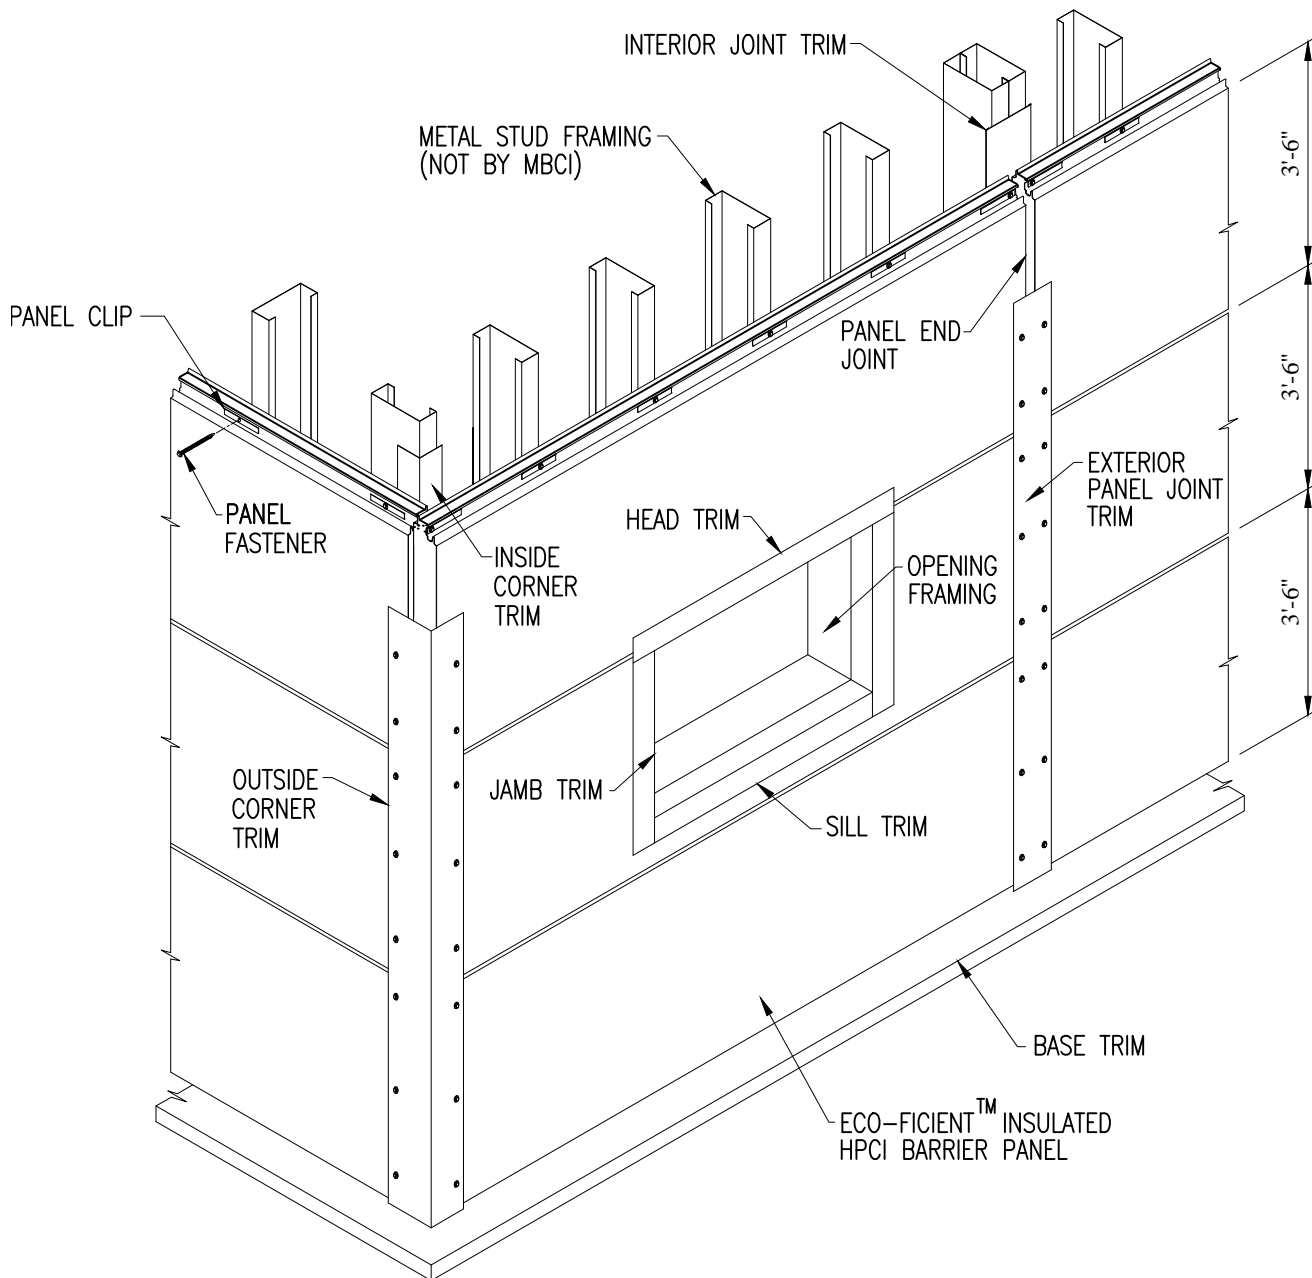 INTERIOR JOINT TRIM
METAL STUD FRAMING
(NOT BY MBCI)
3'-6"
PANEL CLIP
PANEL END
JOINT
3'-6"
PANEL
FASTENER
EXTERIOR
PANEL JOINT
TRIM
HEAD TRIM
INSIDE
CORNER
TRIM
OPENING
FRAMING
3'-6"
OUTSIDE
CORNER
TRIM
JAMB TRIM
SILL TRIM
BASE TRIM
ECO-FICIENT™ INSULATED
HPCI BARRIER PANEL